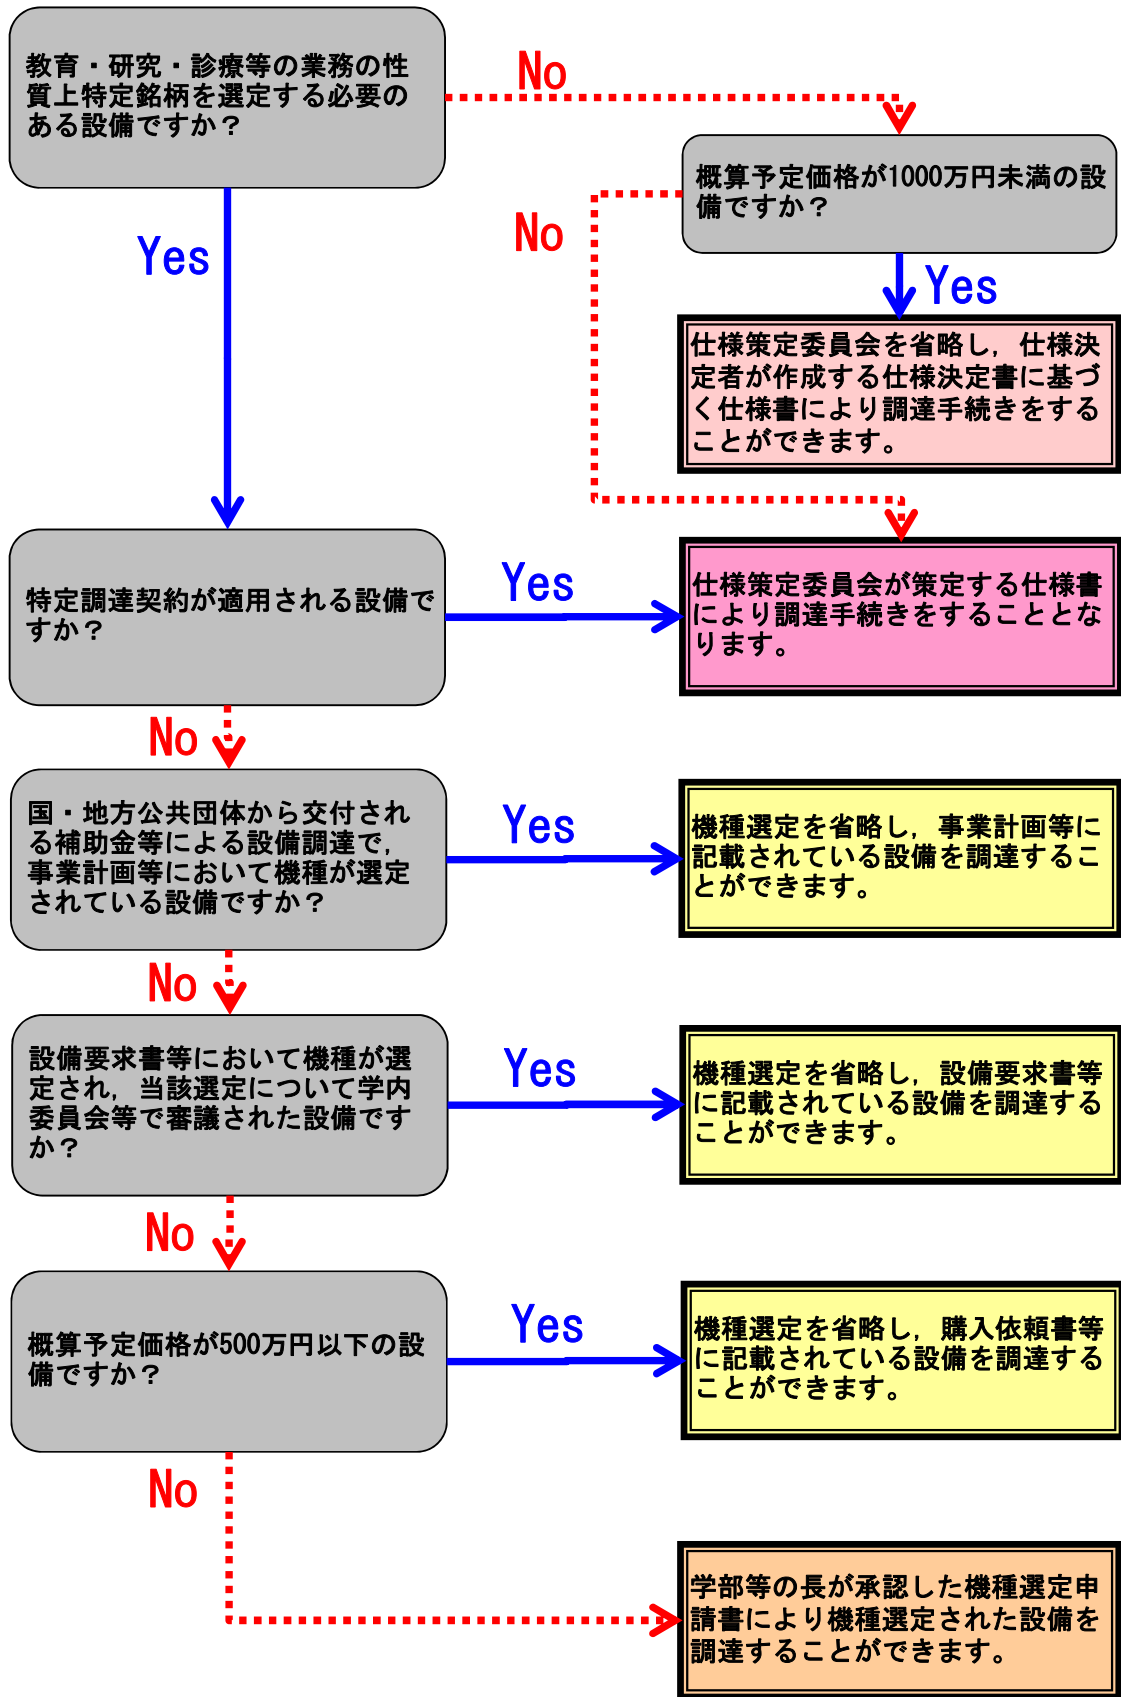 教育・研究・診療等の業務の性
質上特定銘柄を選定する必要の
ある設備ですか？
No
概算予定価格が1000万円未満の設
備ですか？
No
Yes
Yes
仕様策定委員会を省略し，仕様決
定者が作成する仕様決定書に基づ
く仕様書により調達手続きをする
ことができます。
特定調達契約が適用される設備で
すか？
Yes
仕様策定委員会が策定する仕様書
により調達手続きをすることとな
ります。
No
国・地方公共団体から交付され
る補助金等による設備調達で，
事業計画等において機種が選定
されている設備ですか？
Yes
機種選定を省略し，事業計画等に
記載されている設備を調達するこ
とができます。
No
設備要求書等において機種が選
定され，当該選定について学内
委員会等で審議された設備です
か？
Yes
機種選定を省略し，設備要求書等
に記載されている設備を調達する
ことができます。
No
概算予定価格が500万円以下の設
備ですか？
Yes
機種選定を省略し，購入依頼書等
に記載されている設備を調達する
ことができます。
No
学部等の長が承認した機種選定申
請書により機種選定された設備を
調達することができます。